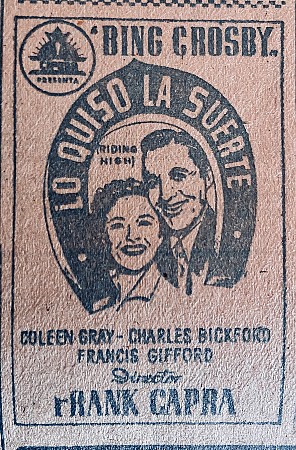 'BING CROSBY„
PRESENTA
LO QUISO LA SUERTE
(RIDING
HIGH)
COLEEN GRAY - CHARLES BICKFORD
FRANCIS GIFFORD
Director
FRANK CAPRA